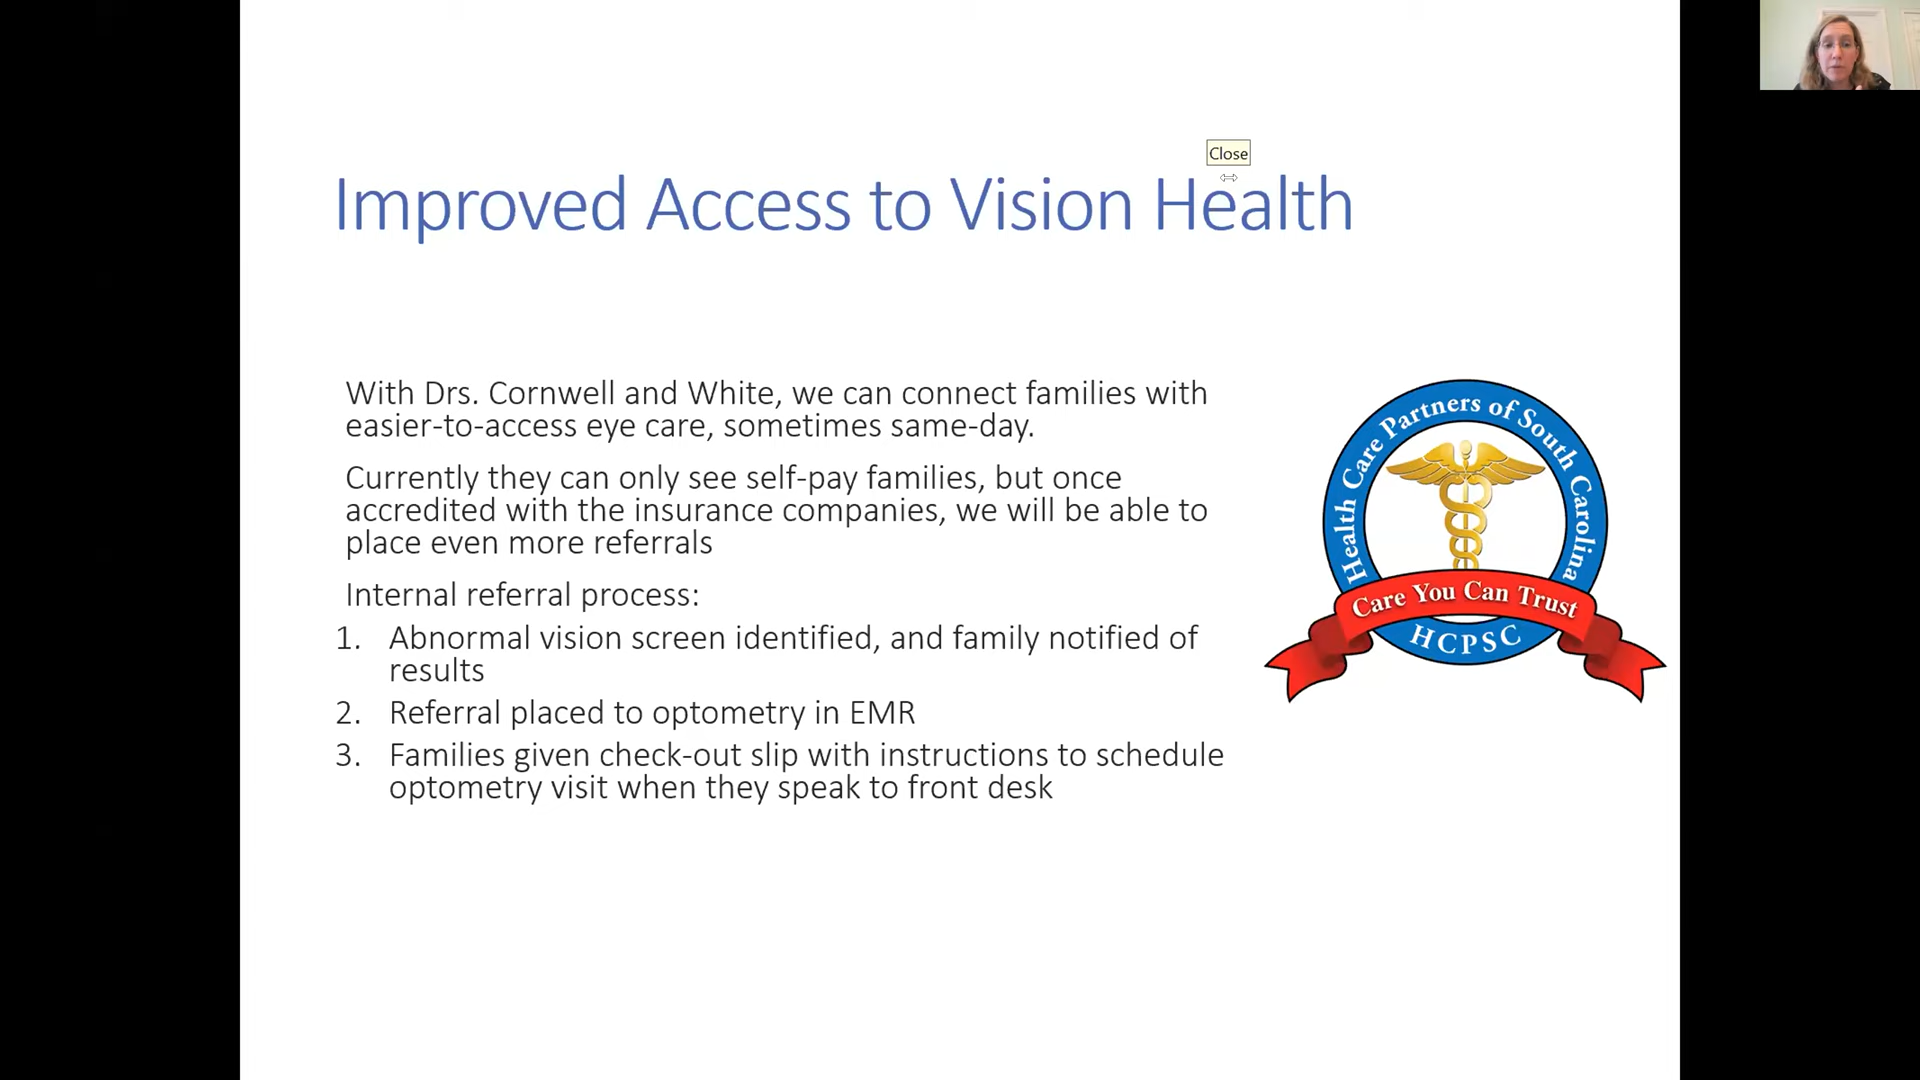 Close
Improved Access to Vision Health
With Drs. Cornwell and White, we can connect families with
easier-to-access eye care, sometimes same-day.
Currently they can only see self-pay families, but once
accredited with the insurance companies, we will be able to
place even more referrals
Internal referral process:
1. Abnormal vision screen identified, and family notified of
results
2. Referral placed to optometry in EMR
3. Families given check-out slip with instructions to schedule
optometry visit when they speak to front desk
Health Care Partners of South Carolina
Care You Can Trust
HCPSC